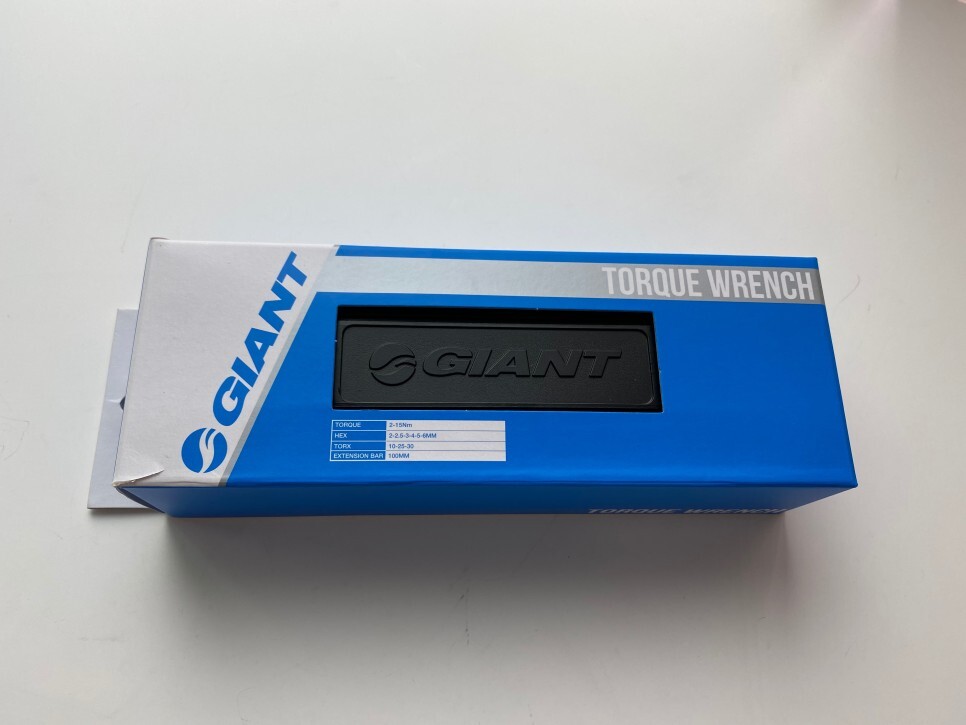 GIANT
TORQUE WRENCH
GIANT
TORQUE 2-15Nm
HEX 2-2.5-3-4-5-6MM
TORX 10-25-30
EXTENSION BAR 100MM
TORQUE WRENCH